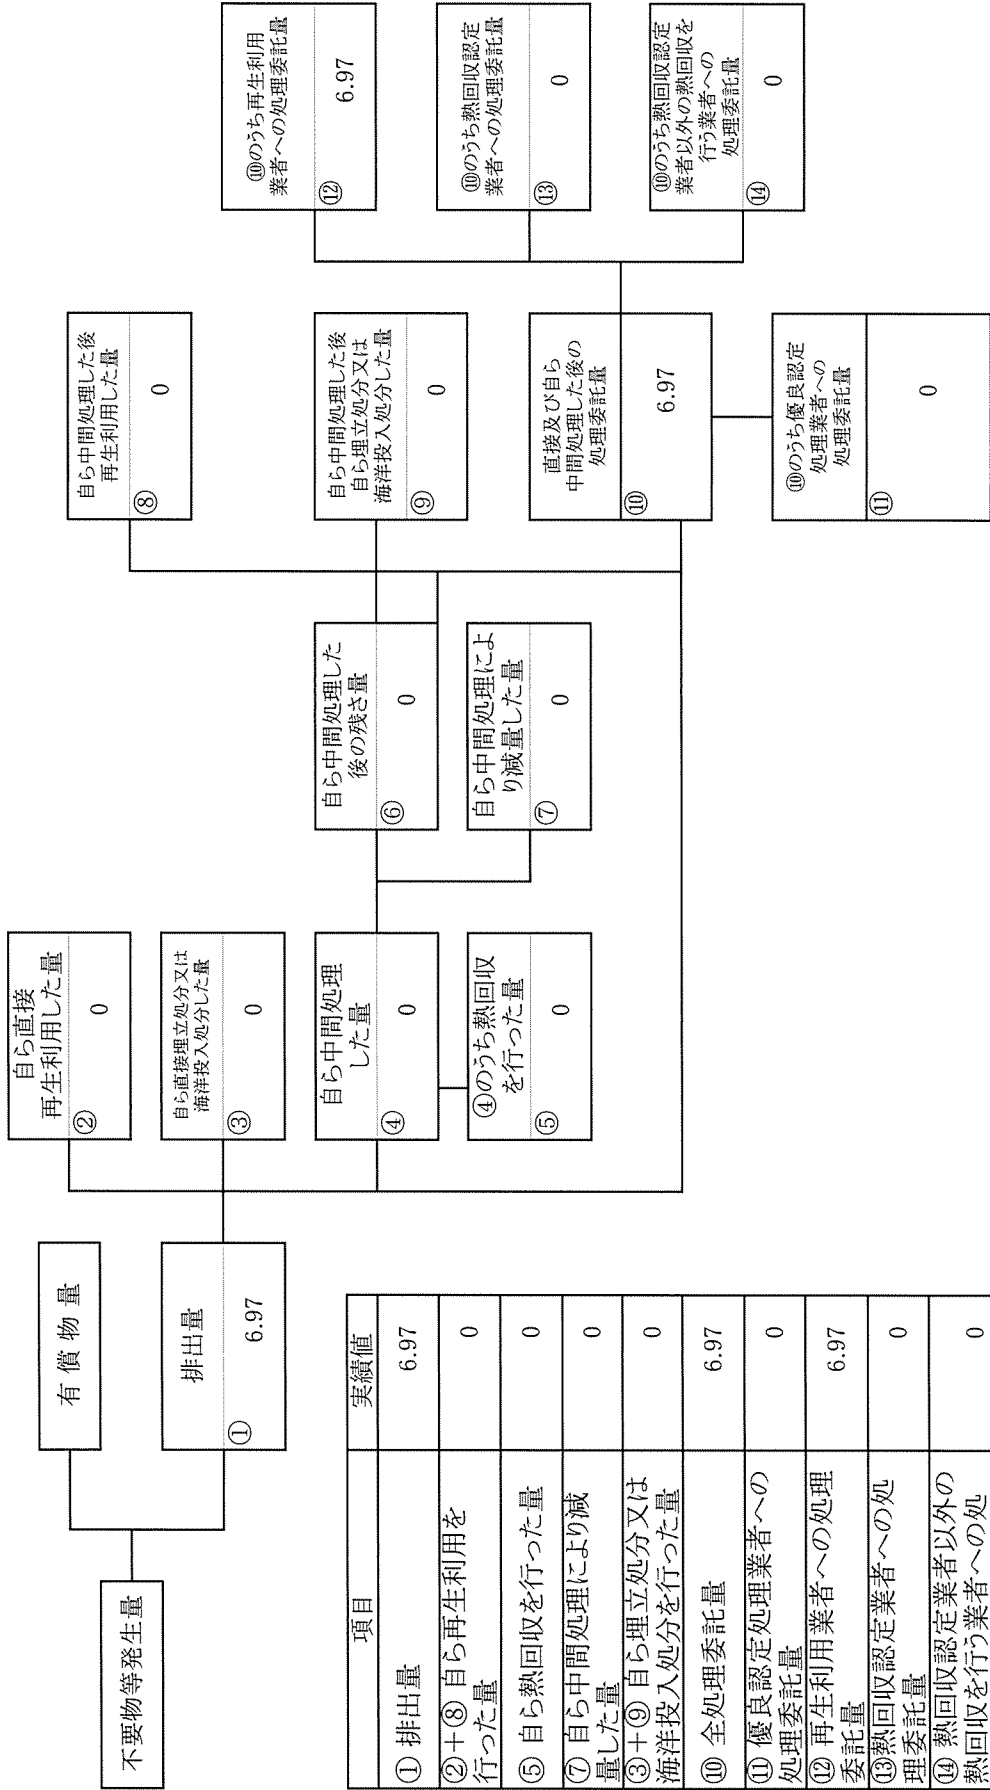 不要物等発生量
有 償 物 量
排出量
① 6.97
自ら直接
再生利用した量
② 0
自ら直接埋立処分又は
海洋投入処分した量
③ 0
自ら中間処理
した量
④ 0
④のうち熱回収
を行った量
⑤ 0
自ら中間処理した
後の残さ量
⑥ 0
自ら中間処理によ
り減量した量
⑦ 0
自ら中間処理した後
再生利用した量
⑧ 0
自ら中間処理した後
自ら埋立処分又は
海洋投入処分した量
⑨ 0
直接及び自ら
中間処理した後の
処理委託量
⑩ 6.97
⑩のうち優良認定
処理業者への
処理委託量
⑪ 0
⑩のうち再生利用
業者への処理委託量
⑫ 6.97
⑩のうち熱回収認定
業者への処理委託量
⑬ 0
⑩のうち熱回収認定
業者以外の熱回収を
行う業者への
処理委託量
⑭ 0
項目 実績値
① 排出量 6.97
②+⑧ 自ら再生利用を
行った量 0
⑤ 自ら熱回収を行った量 0
⑦ 自ら中間処理により減
量した量 0
③+⑨ 自ら埋立処分又は
海洋投入処分を行った量 0
⑩ 全処理委託量 6.97
⑪ 優良認定処理業者への
処理委託量 0
⑫ 再生利用業者への処理
委託量 6.97
⑬熱回収認定業者への処
理委託量 0
⑭ 熱回収認定業者以外の
熱回収を行う業者への処 0